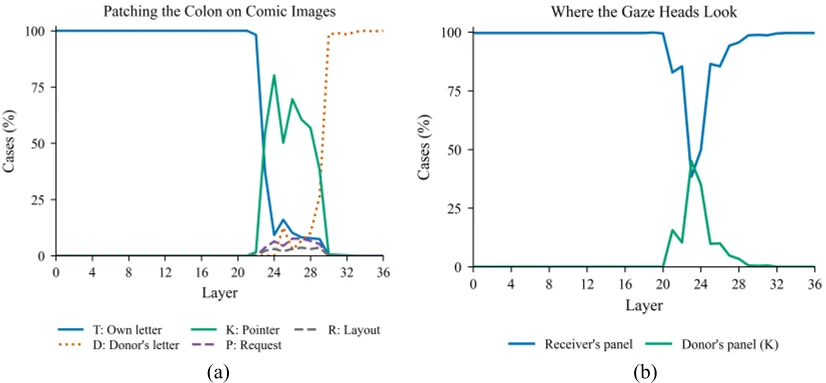 Patching the Colon on Comic Images
Cases (%)
100
75
50
25
0
0 4 8 12 16 20 24 28 32 36
Layer
T: Own letter K: Pointer R: Layout
D: Donor's letter P: Request
(a)
Where the Gaze Heads Look
Cases (%)
100
75
50
25
0
0 4 8 12 16 20 24 28 32 36
Layer
Receiver's panel Donor's panel (K)
(b)